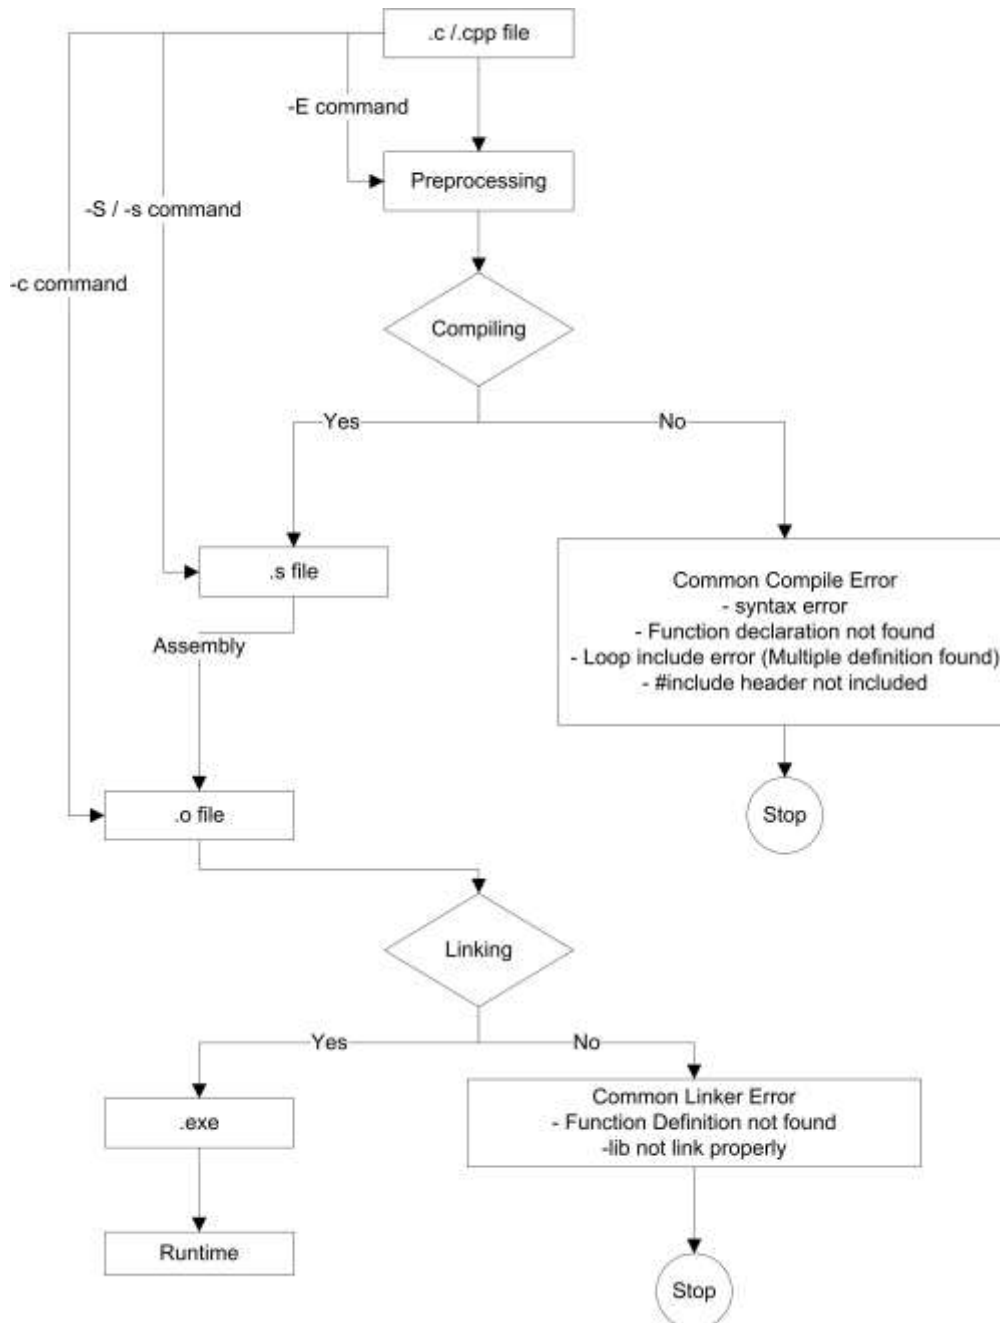 .c /.cpp file
-E command
Preprocessing
-S / -s command
-c command
Compiling
Yes
No
.s file
Common Compile Error
- syntax error
- Function declaration not found
- Loop include error (Multiple definition found)
- #include header not included
Assembly
.o file
Stop
Linking
Yes
No
.exe
Common Linker Error
- Function Definition not found
-lib not link properly
Runtime
Stop